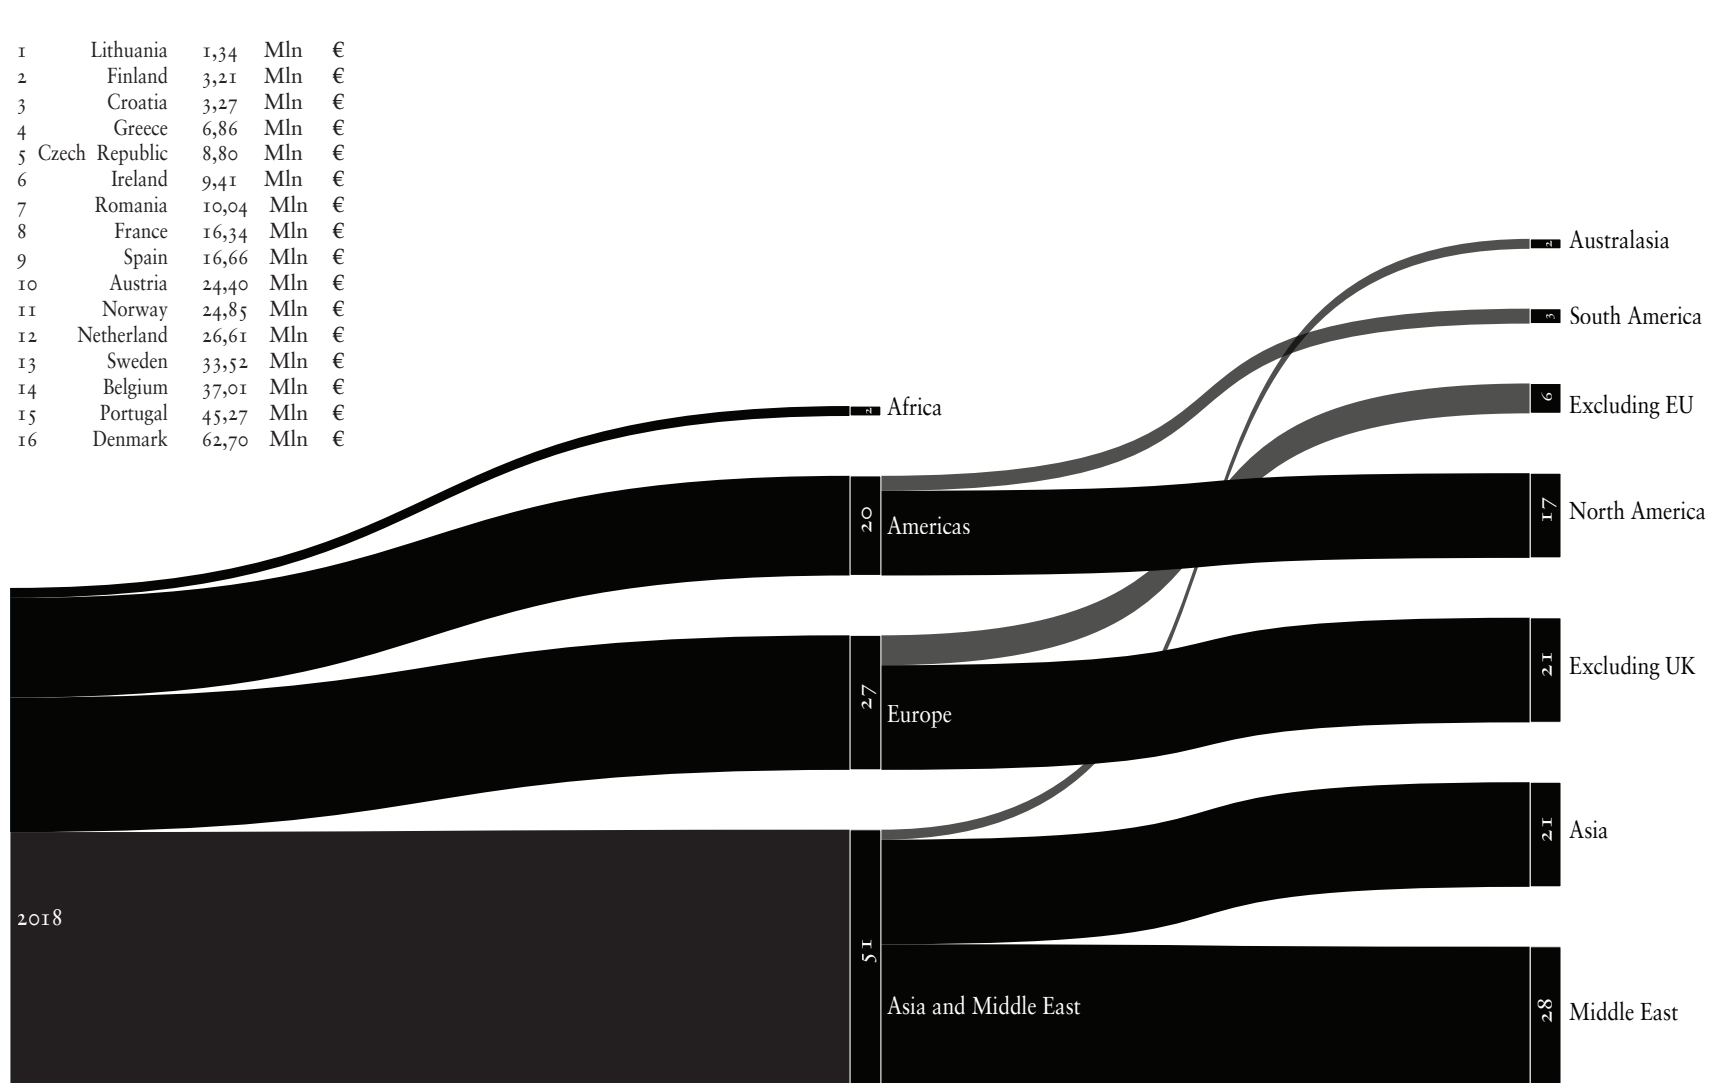 1 Lithuania 1,34 Mln €
2 Finland 3,21 Mln €
3 Croatia 3,27 Mln €
4 Greece 6,86 Mln €
5 Czech Republic 8,80 Mln €
6 Ireland 9,41 Mln €
7 Romania 10,04 Mln €
8 France 16,34 Mln €
9 Spain 16,66 Mln €
10 Austria 24,40 Mln €
11 Norway 24,85 Mln €
12 Netherland 26,61 Mln €
13 Sweden 33,52 Mln €
14 Belgium 37,01 Mln €
15 Portugal 45,27 Mln €
16 Denmark 62,70 Mln €
2018
2 Africa
20 Americas
27 Europe
51 Asia and Middle East
2 Australasia
3 South America
6 Excluding EU
17 North America
21 Excluding UK
21 Asia
28 Middle East